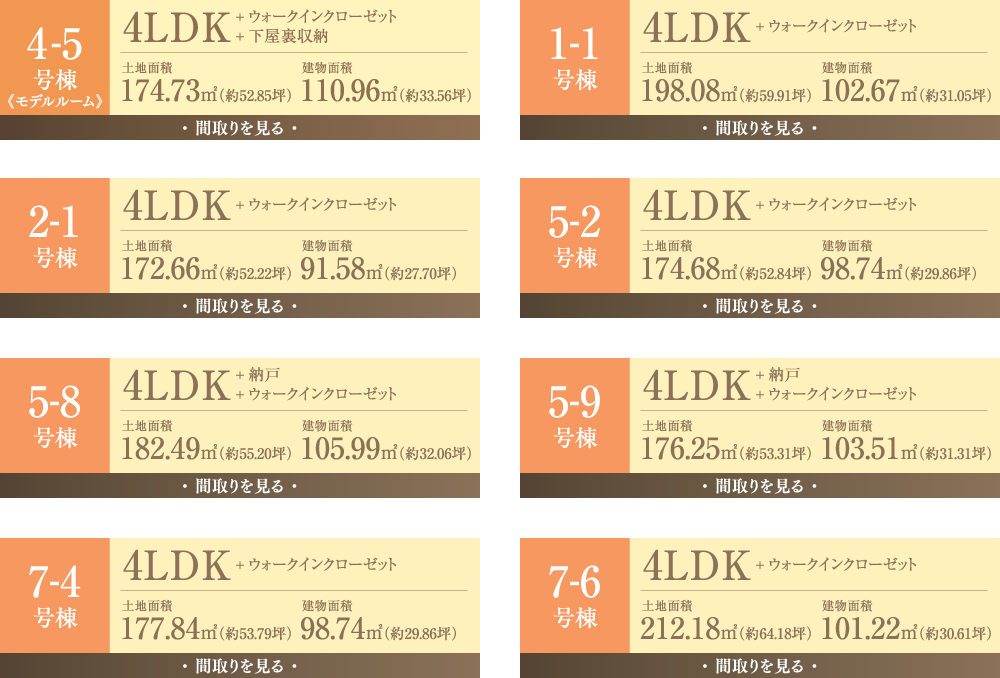 4-5
号棟
《モデルルーム》
4LDK
+ ウォークインクローゼット
+ 下屋裏収納
土地面積
174.73㎡(約52.85坪)
建物面積
110.96㎡(約33.56坪)
・ 間取りを見る ・
1-1
号棟
4LDK
+ ウォークインクローゼット
土地面積
198.08㎡(約59.91坪)
建物面積
102.67㎡(約31.05坪)
・ 間取りを見る ・
2-1
号棟
4LDK
+ ウォークインクローゼット
土地面積
172.66㎡(約52.22坪)
建物面積
91.58㎡(約27.70坪)
・ 間取りを見る ・
5-2
号棟
4LDK
+ ウォークインクローゼット
土地面積
174.68㎡(約52.84坪)
建物面積
98.74㎡(約29.86坪)
・ 間取りを見る ・
5-8
号棟
4LDK
+ 納戸
+ ウォークインクローゼット
土地面積
182.49㎡(約55.20坪)
建物面積
105.99㎡(約32.06坪)
・ 間取りを見る ・
5-9
号棟
4LDK
+ 納戸
+ ウォークインクローゼット
土地面積
176.25㎡(約53.31坪)
建物面積
103.51㎡(約31.31坪)
・ 間取りを見る ・
7-4
号棟
4LDK
+ ウォークインクローゼット
土地面積
177.84㎡(約53.79坪)
建物面積
98.74㎡(約29.86坪)
・ 間取りを見る ・
7-6
号棟
4LDK
+ ウォークインクローゼット
土地面積
212.18㎡(約64.18坪)
建物面積
101.22㎡(約30.61坪)
・ 間取りを見る ・